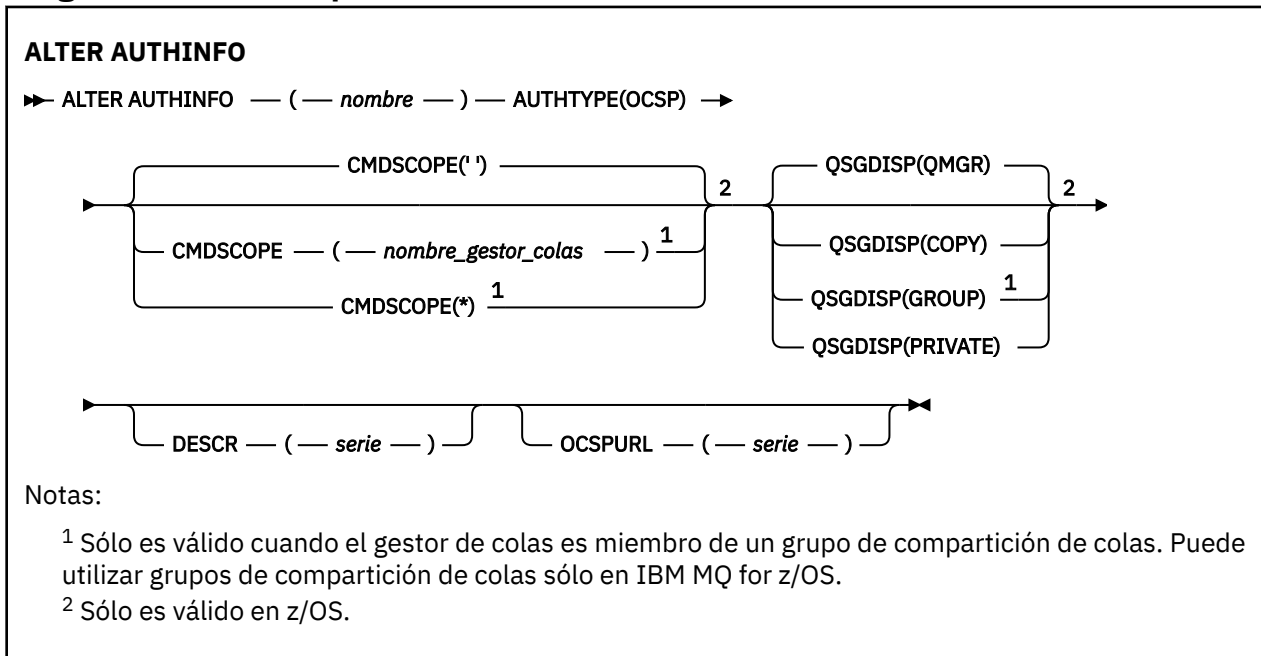 ALTER AUTHINFO
ALTER AUTHINFO — ( — nombre — ) — AUTHTYPE(OCSP)
CMDSCOPE(' ')
CMDSCOPE — ( — nombre_gestor_colas — ) 1
CMDSCOPE(*) 1
2
QSGDISP(QMGR)
QSGDISP(COPY)
QSGDISP(GROUP) 1
QSGDISP(PRIVATE)
2
DESCR — ( — serie — )
OCSPURL — ( — serie — )
Notas:
1 Sólo es válido cuando el gestor de colas es miembro de un grupo de compartición de colas. Puede
utilizar grupos de compartición de colas sólo en IBM MQ for z/OS.
2 Sólo es válido en z/OS.